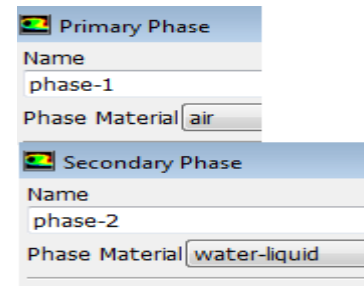 Primary Phase
Name
phase-1
Phase Material air
Secondary Phase
Name
phase-2
Phase Material water-liquid